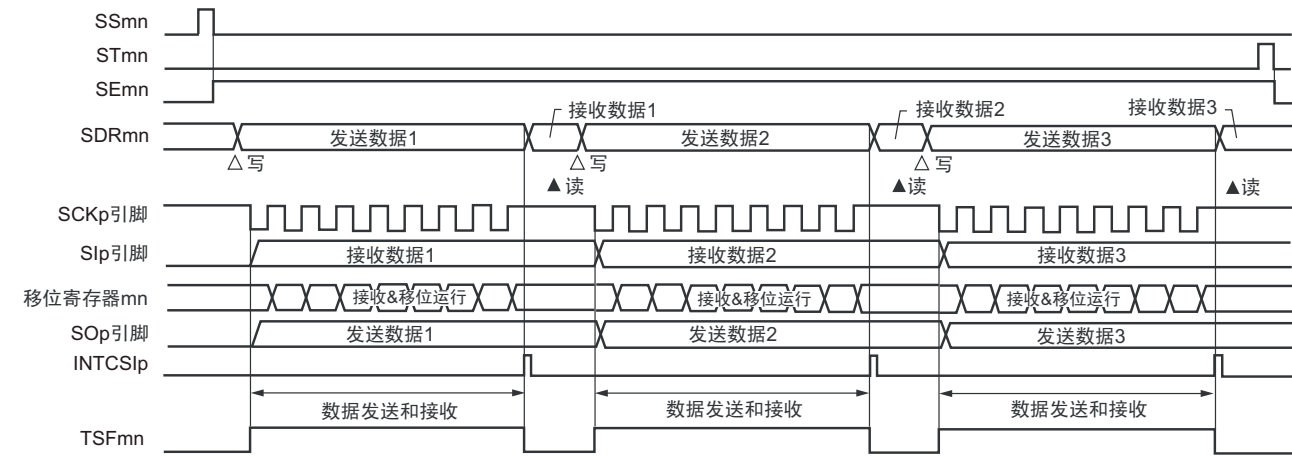 SSmn
STmn
SEmn
接收数据1 接收数据2 接收数据3
SDRmn 发送数据1 发送数据2 发送数据3
△写 △写 △写
▲读 ▲读 ▲读
SCKp引脚
SIp引脚 接收数据1 接收数据2 接收数据3
移位寄存器mn 接收&移位运行 接收&移位运行 接收&移位运行
SOp引脚 发送数据1 发送数据2 发送数据3
INTCSIp
数据发送和接收 数据发送和接收 数据发送和接收
TSFmn